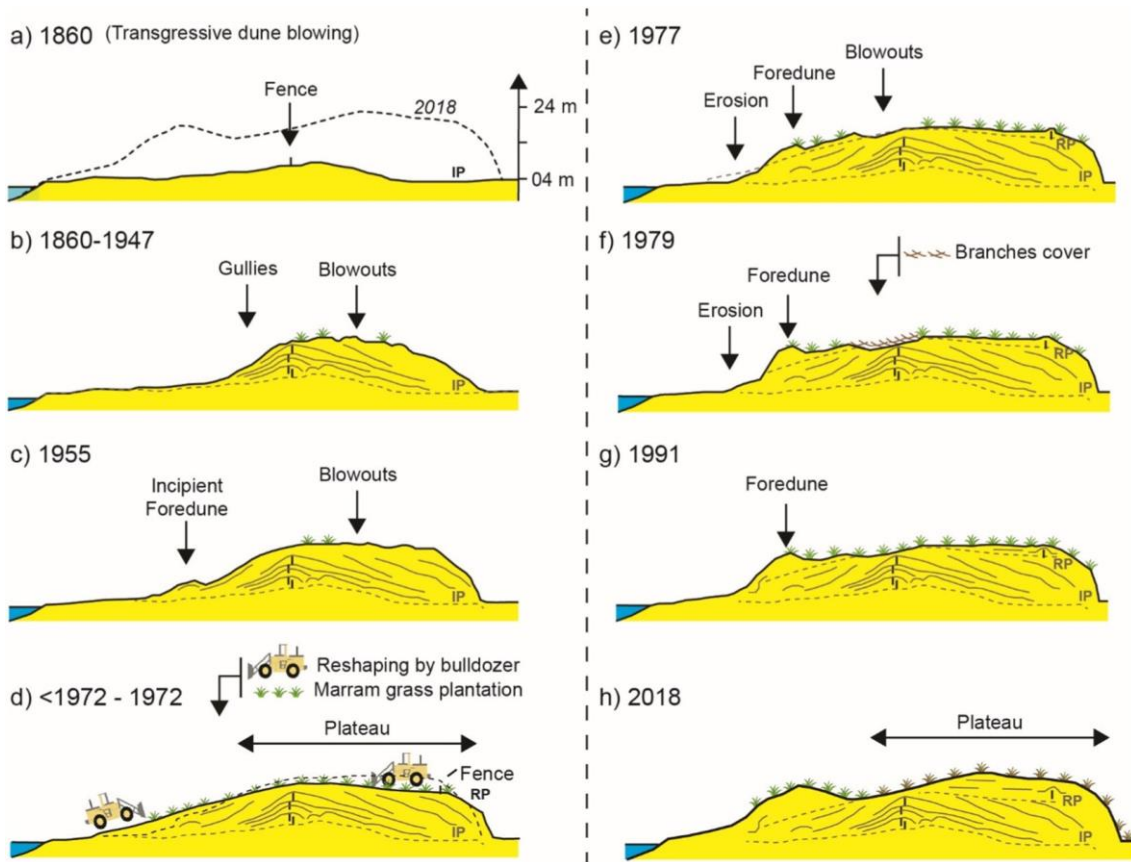 a) 1860 (Transgressive dune blowing)
Fence
2018
24 m
IP
04 m
b) 1860-1947
Gullies
Blowouts
IP
c) 1955
Incipient
Foredune
Blowouts
IP
Reshaping by bulldozer
Marram grass plantation
d) <1972 - 1972
Plateau
Fence
RP
IP
e) 1977
Blowouts
Foredune
Erosion
RP
IP
f) 1979
Branches cover
Foredune
Erosion
RP
IP
g) 1991
Foredune
RP
IP
h) 2018
Plateau
RP
IP